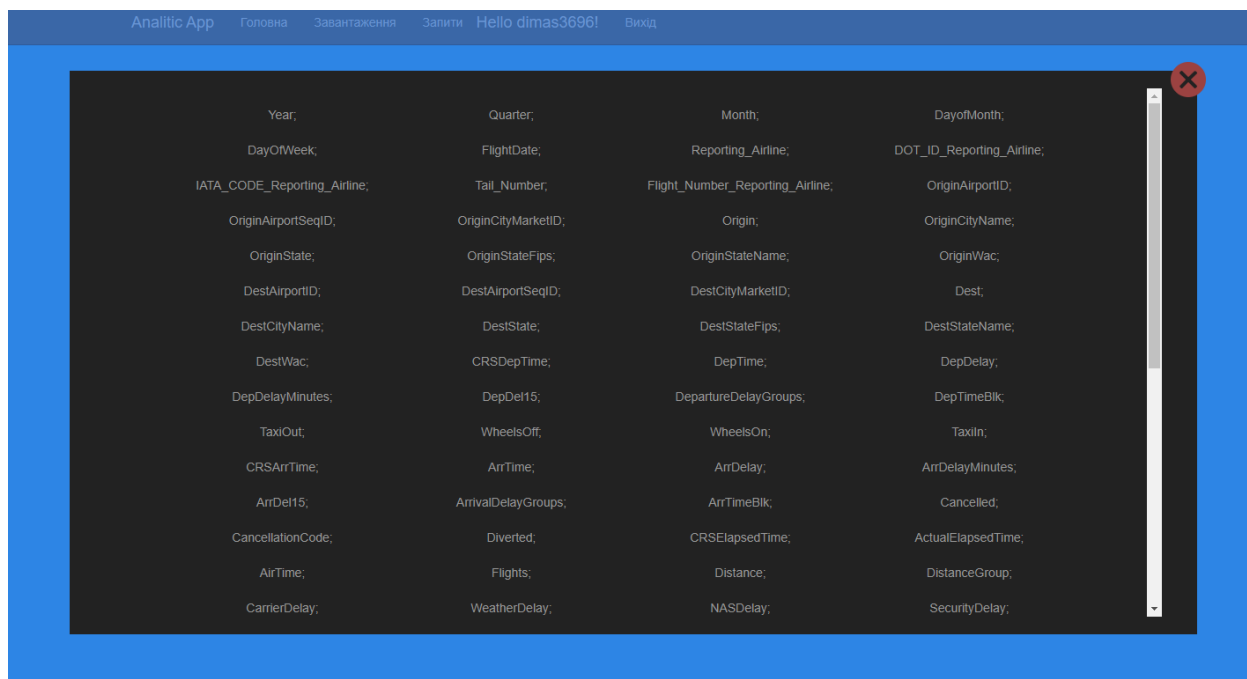 Analitic App Головна Завантаження Запити Hello dimas3696! Вихід
Year; Quarter; Month; DayofMonth;
DayOfWeek; FlightDate; Reporting_Airline; DOT_ID_Reporting_Airline;
IATA_CODE_Reporting_Airline; Tail_Number; Flight_Number_Reporting_Airline; OriginAirportID;
OriginAirportSeqID; OriginCityMarketID; Origin; OriginCityName;
OriginState; OriginStateFips; OriginStateName; OriginWac;
DestAirportID; DestAirportSeqID; DestCityMarketID; Dest;
DestCityName; DestState; DestStateFips; DestStateName;
DestWac; CRSDepTime; DepTime; DepDelay;
DepDelayMinutes; DepDel15; DepartureDelayGroups; DepTimeBlk;
TaxiOut; WheelsOff; WheelsOn; TaxiIn;
CRSArrTime; ArrTime; ArrDelay; ArrDelayMinutes;
ArrDel15; ArrivalDelayGroups; ArrTimeBlk; Cancelled;
CancellationCode; Diverted; CRSElapsedTime; ActualElapsedTime;
AirTime; Flights; Distance; DistanceGroup;
CarrierDelay; WeatherDelay; NASDelay; SecurityDelay;